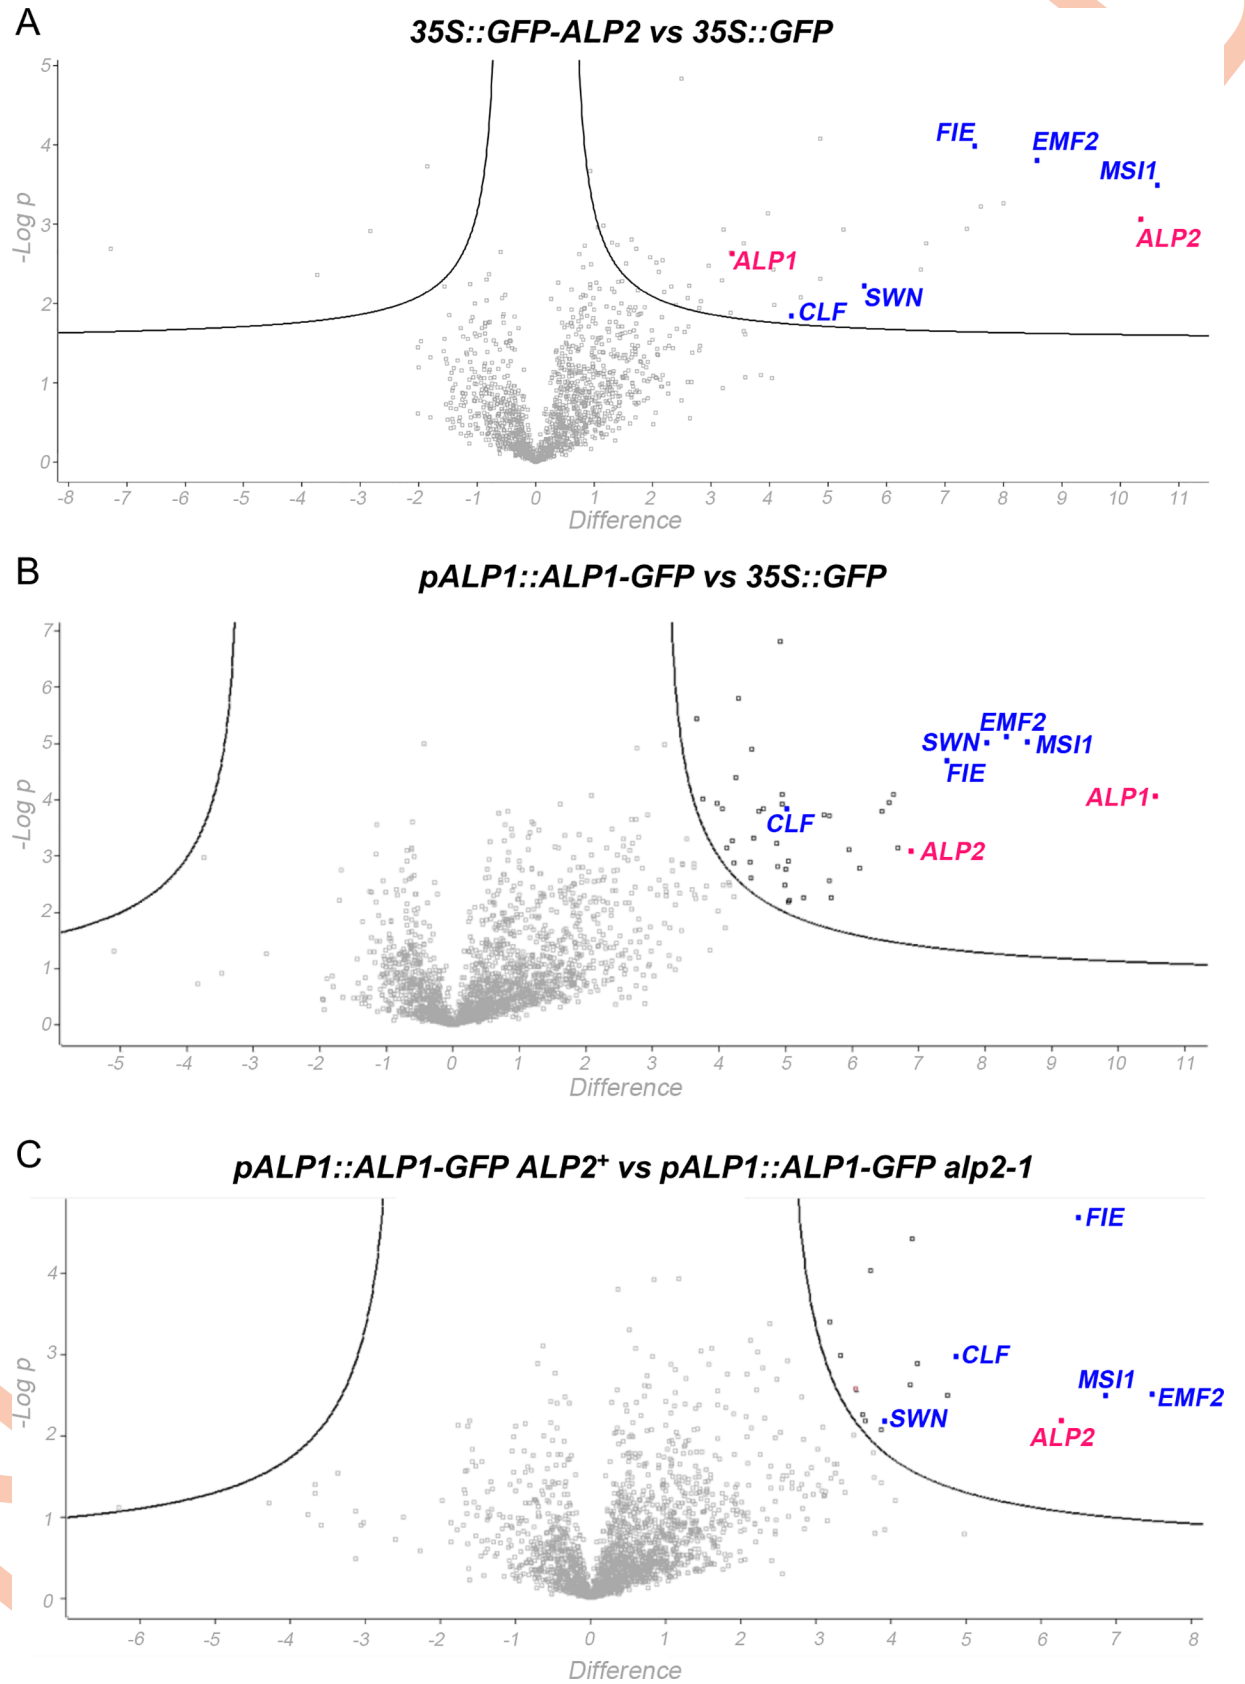 A
35S::GFP-ALP2 vs 35S::GFP
5
4
3
2
1
0
-Log p
FIE
EMF2
MSI1
ALP2
ALP1
SWN
CLF
-8 -7 -6 -5 -4 -3 -2 -1 0 1 2 3 4 5 6 7 8 9 10 11
Difference
B
pALP1::ALP1-GFP vs 35S::GFP
7
6
5
4
3
2
1
0
-Log p
EMF2
SWN
MSI1
FIE
ALP1
CLF
ALP2
-5 -4 -3 -2 -1 0 1 2 3 4 5 6 7 8 9 10 11
Difference
C
pALP1::ALP1-GFP ALP2+ vs pALP1::ALP1-GFP alp2-1
4
3
2
1
0
-Log p
FIE
CLF
MSI1
EMF2
SWN
ALP2
-6 -5 -4 -3 -2 -1 0 1 2 3 4 5 6 7 8
Difference